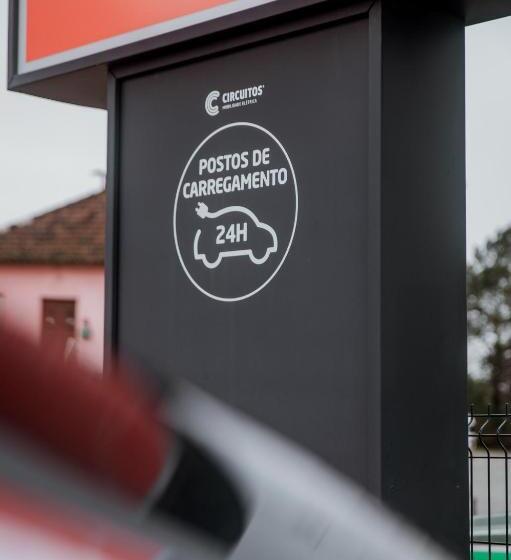 CIRCUITOS
MOBILIDADE ELÉTRICA
POSTOS DE
CARREGAMENTO
24H